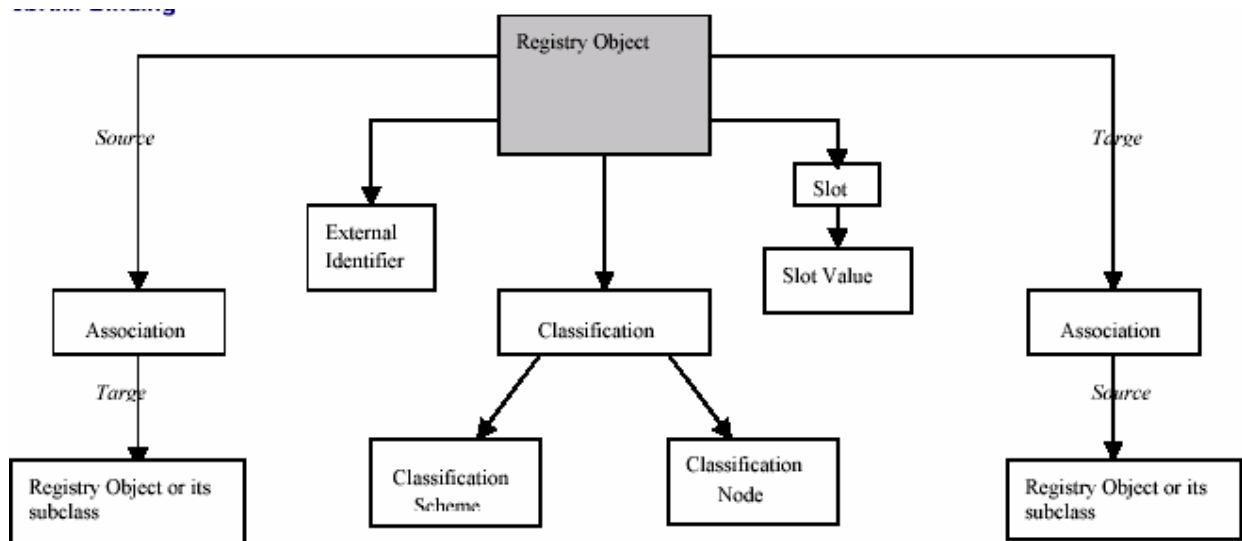 Registry Object
Source
Targe
Slot
External
Identifier
Slot Value
Association
Classification
Association
Targe
Source
Classification
Scheme
Classification
Node
Registry Object or its
subclass
Registry Object or its
subclass